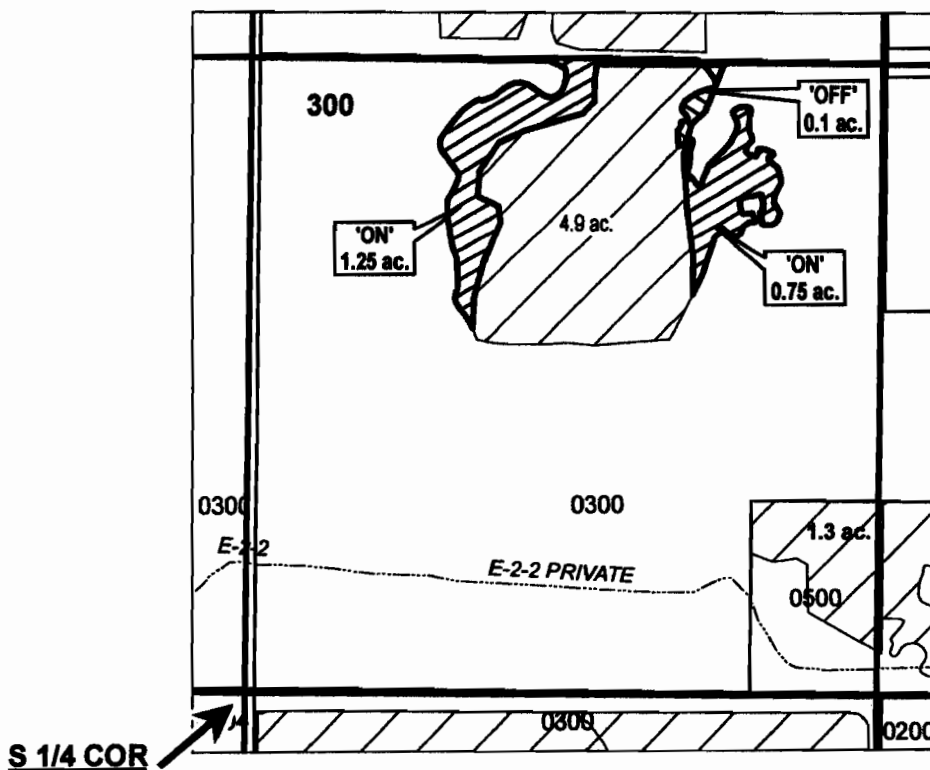 300
'OFF'
0.1 ac.
'ON'
1.25 ac.
4.9 ac.
'ON'
0.75 ac.
0300
0300
1.3 ac.
E-2-2
E-2-2 PRIVATE
0500
0300
0200
S 1/4 COR